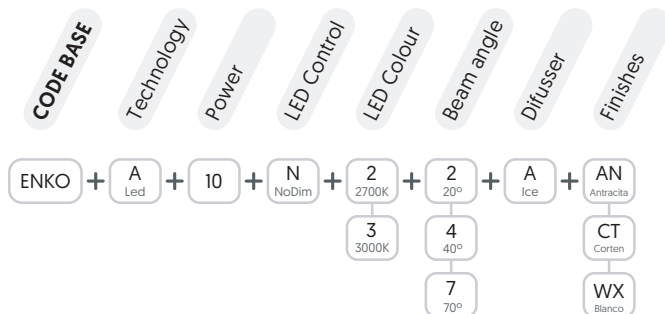 CODE BASE
Technology
Power
LED Control
LED Colour
Beam angle
Difusser
Finishes
ENKO + A + 10 + N + 2 + 2 + A + AN
Led NoDim 2700K 20º Ice Antracita
3 4 CT
3000K 40º Corten
7 WX
70º Blanco